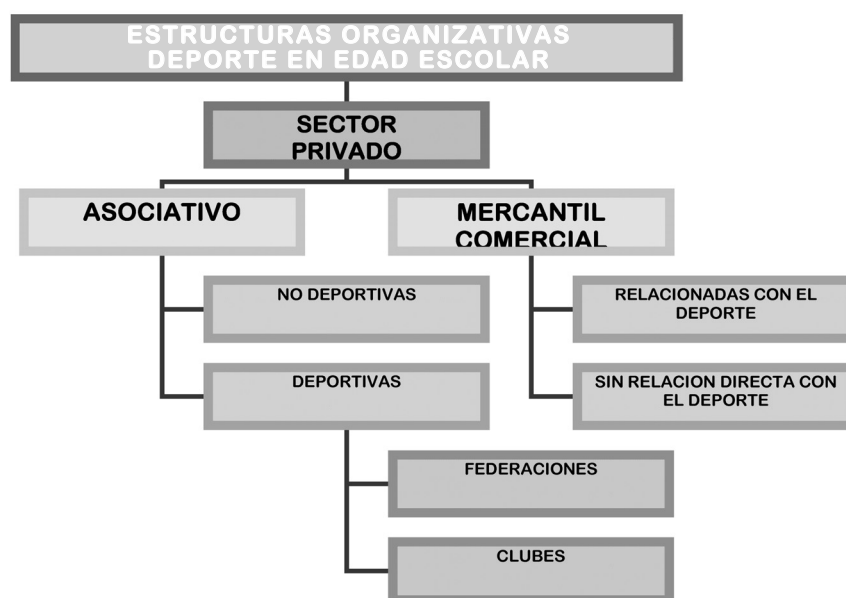 ESTRUCTURAS ORGANIZATIVAS
DEPORTE EN EDAD ESCOLAR
SECTOR
PRIVADO
ASOCIATIVO
MERCANTIL
COMERCIAL
NO DEPORTIVAS
RELACIONADAS CON EL
DEPORTE
DEPORTIVAS
SIN RELACION DIRECTA CON
EL DEPORTE
FEDERACIONES
CLUBES